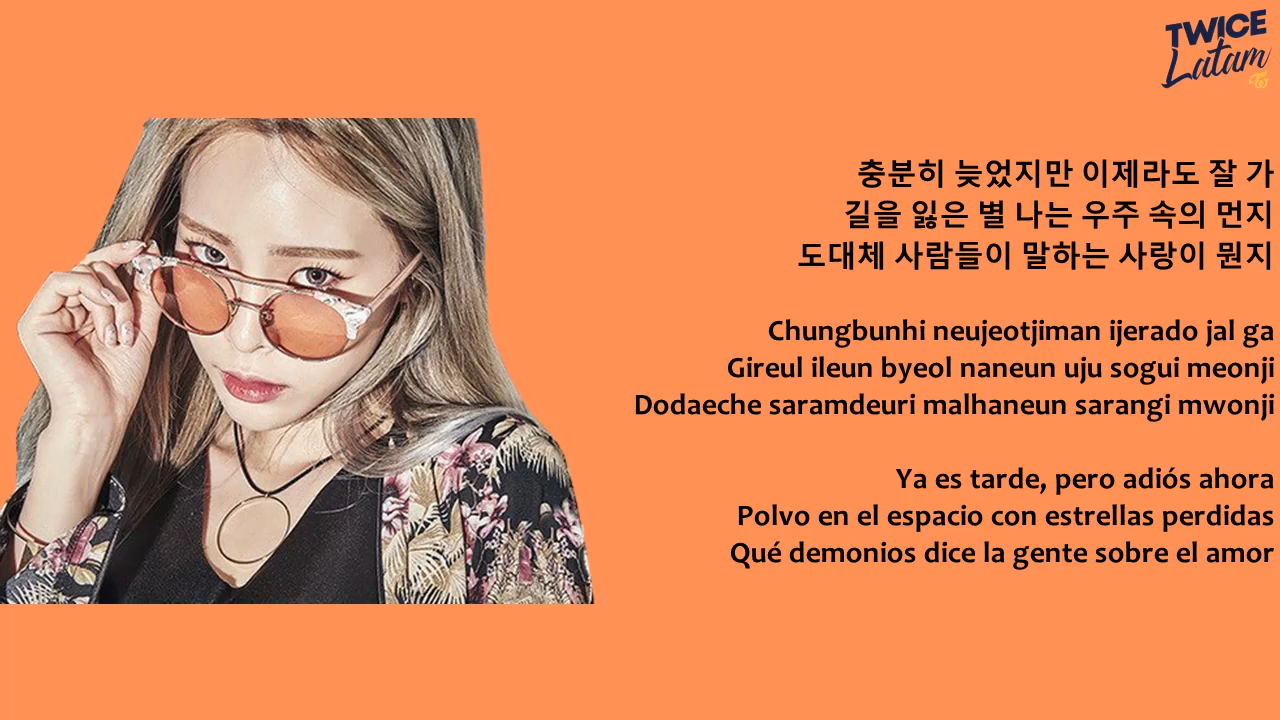 TWICE
Latam
충분히 늦었지만 이제라도 잘 가
길을 잃은 별 나는 우주 속의 먼지
도대체 사람들이 말하는 사랑이 뭔지
Chungbunhi neujeotjiman ijerado jal ga
Gireul ileun byeol naneun uju sogui meonji
Dodaeche saramdeuri malhaneun sarangi mwonji
Ya es tarde, pero adiós ahora
Polvo en el espacio con estrellas perdidas
Qué demonios dice la gente sobre el amor